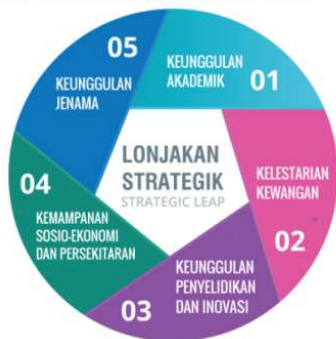 LONJAKAN
STRATEGIK
STRATEGIC LEAP
KEUNGGULAN
AKADEMIK
01
KELESTARIAN
KEWANGAN
02
KEUNGGULAN
PENYELIDIKAN
DAN INOVASI
03
04
KEMAMPANAN
SOSIO-EKONOMI
DAN PERSEKITARAN
05
KEUNGGULAN
JENAMA